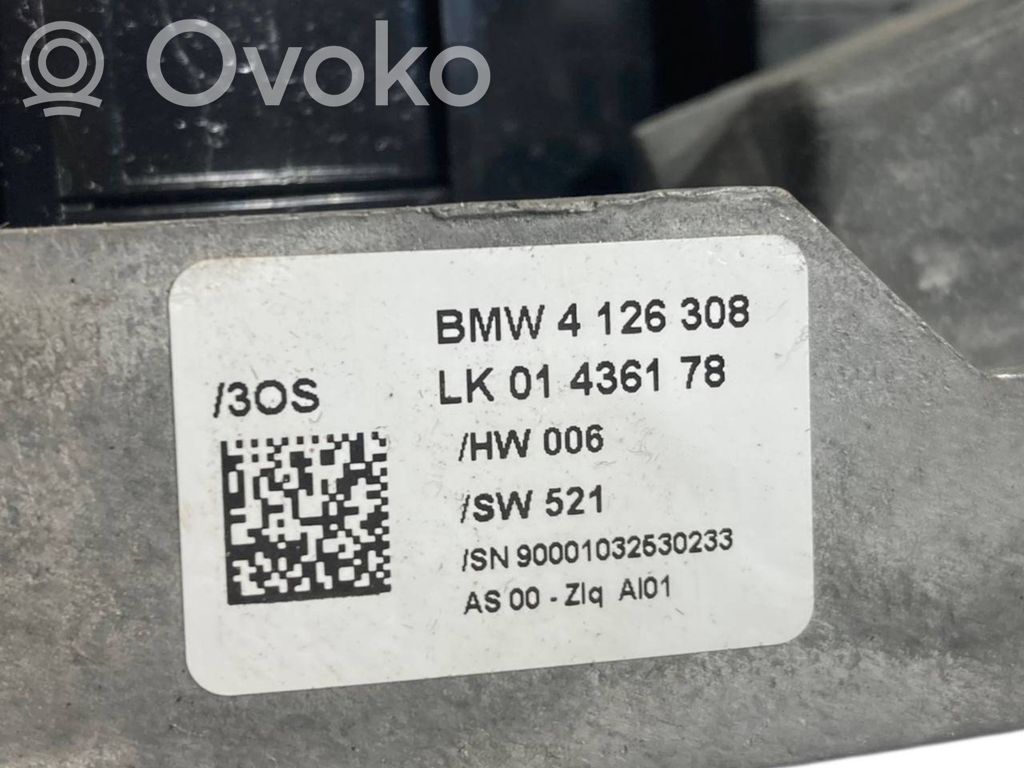 Ovoko
BMW 4 126 308
LK 01 4361 78
/3OS
/HW 006
/SW 521
/SN 90001032530233
AS 00 - Zlq Al01